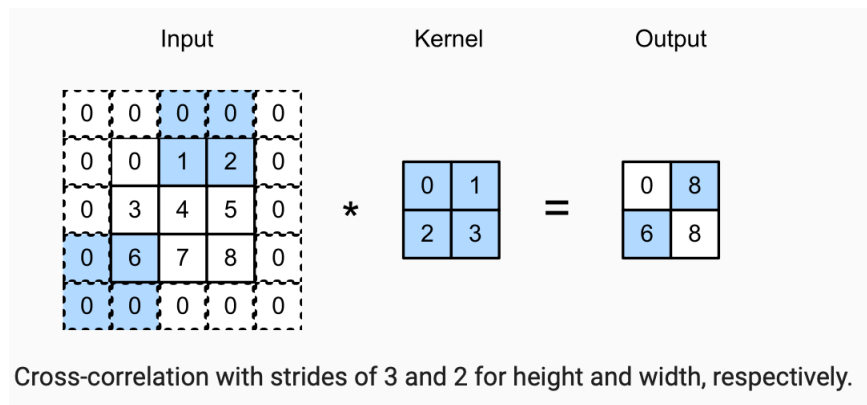 Input Kernel Output
0 0 0 0 0
0 0 1 2 0
0 3 4 5 0 * 0 1 = 0 8
0 6 7 8 0 2 3 6 8
0 0 0 0 0
Cross-correlation with strides of 3 and 2 for height and width, respectively.